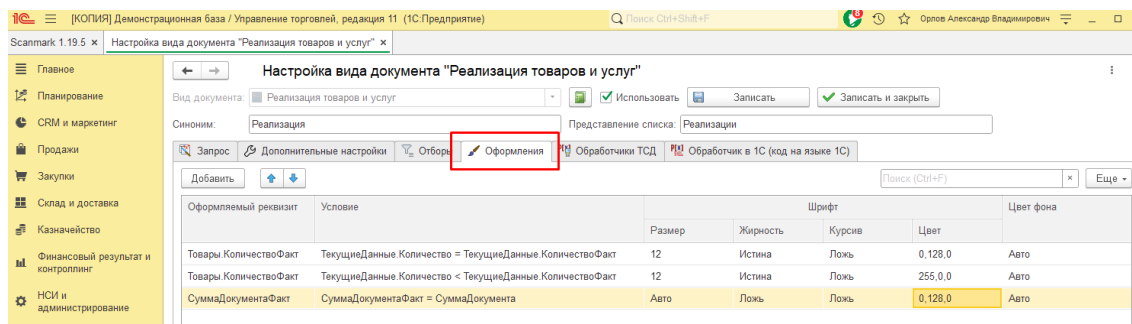 [КОПИЯ] Демонстрационная база / Управление торговлей, редакция 11 (1С:Предприятие)
Поиск Ctrl+Shift+F
8
Орлов Александр Владимирович
Scanmark 1.19.5 × Настройка вида документа "Реализация товаров и услуг" ×
Главное
Планирование
CRM и маркетинг
Продажи
Закупки
Склад и доставка
Казначейство
Финансовый результат и
контроллинг
НСИ и
администрирование
Настройка вида документа "Реализация товаров и услуг"
Вид документа: Реализация товаров и услуг Использовать Записать Записать и закрыть
Синоним: Реализация Представление списка: Реализации
Запрос Дополнительные настройки Отборы Оформления Обработчики ТСД Обработчик в 1С (код на языке 1С)
Добавить Поиск (Ctrl+F) × Еще
Оформляемый реквизит Условие Шрифт Цвет фона
Размер Жирность Курсив Цвет
Товары.КоличествоФакт ТекущиеДанные.Количество = ТекущиеДанные.КоличествоФакт 12 Истина Ложь 0,128,0 Авто
Товары.КоличествоФакт ТекущиеДанные.Количество < ТекущиеДанные.КоличествоФакт 12 Истина Ложь 255,0,0 Авто
СуммаДокументаФакт СуммаДокументаФакт = СуммаДокумента Авто Ложь Ложь 0,128,0 Авто